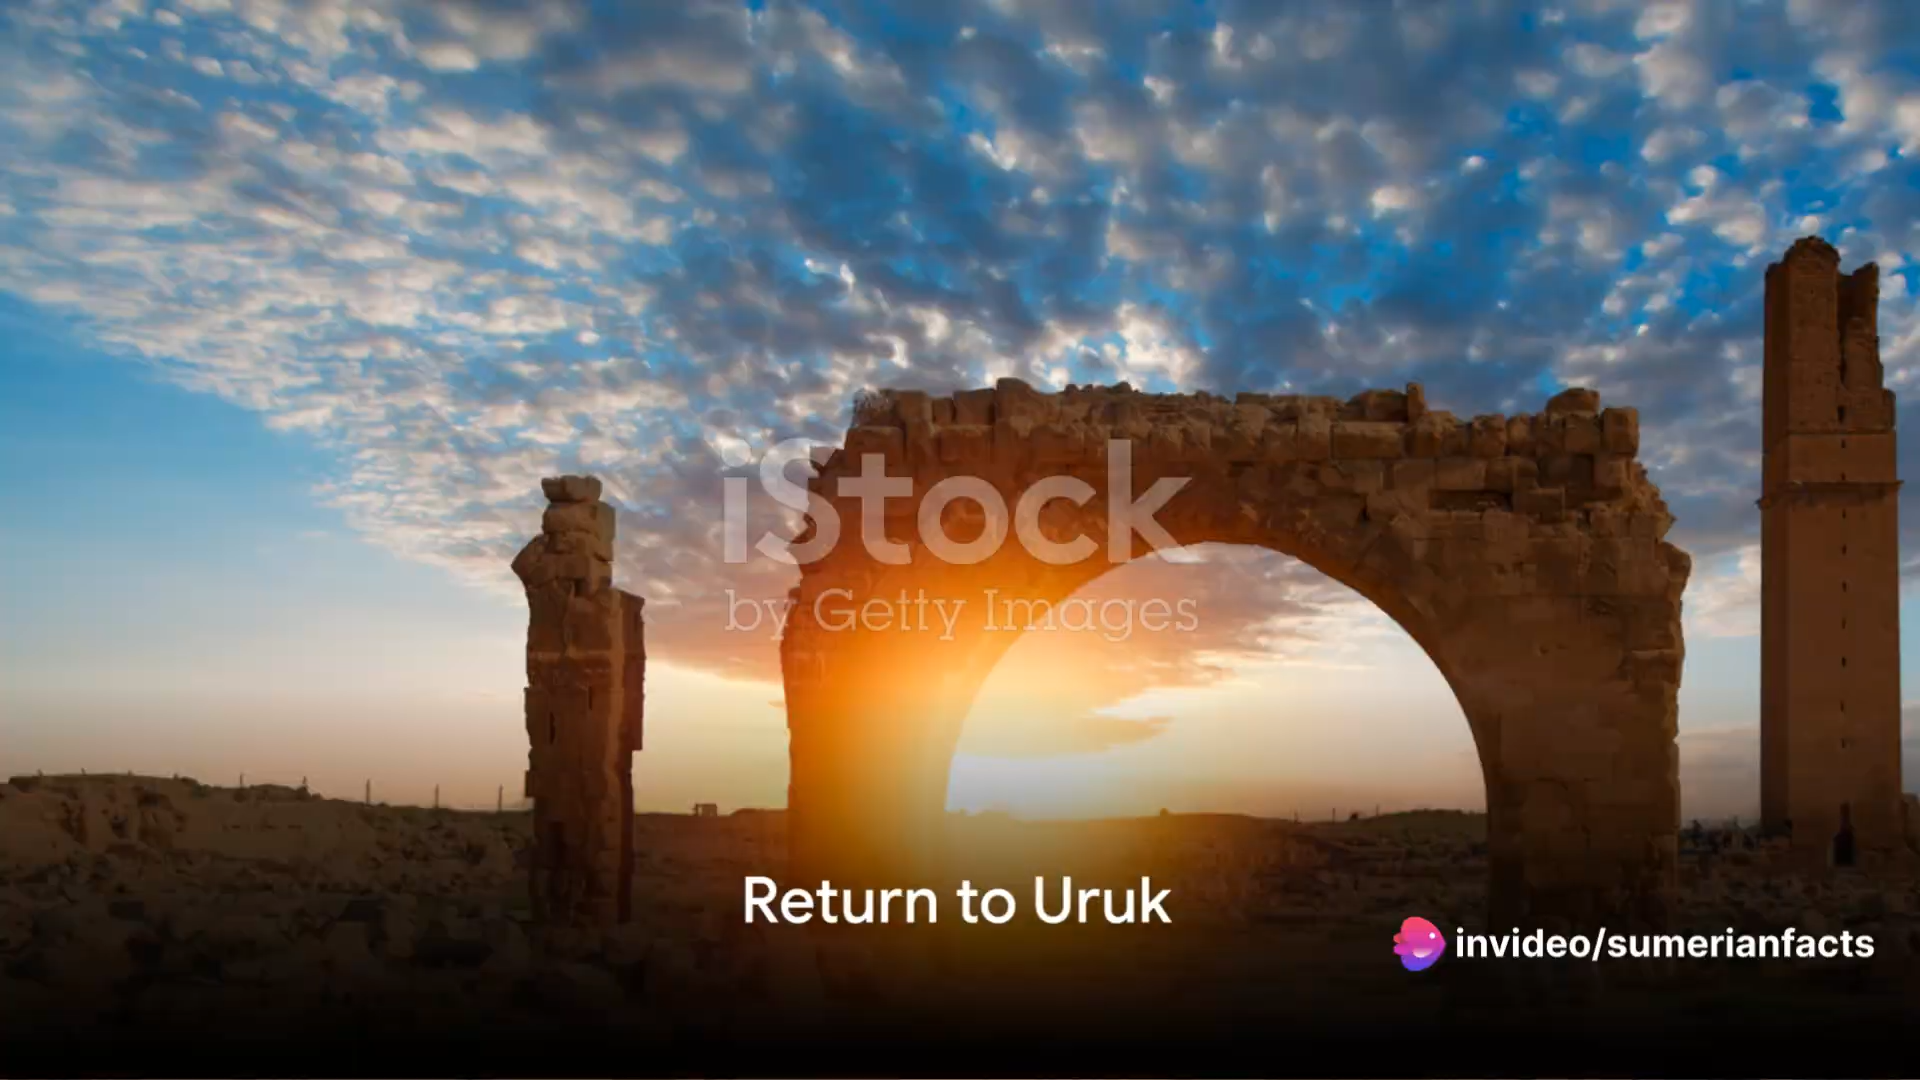 iStock
by Getty Images
Return to Uruk
invideo/sumerianfacts